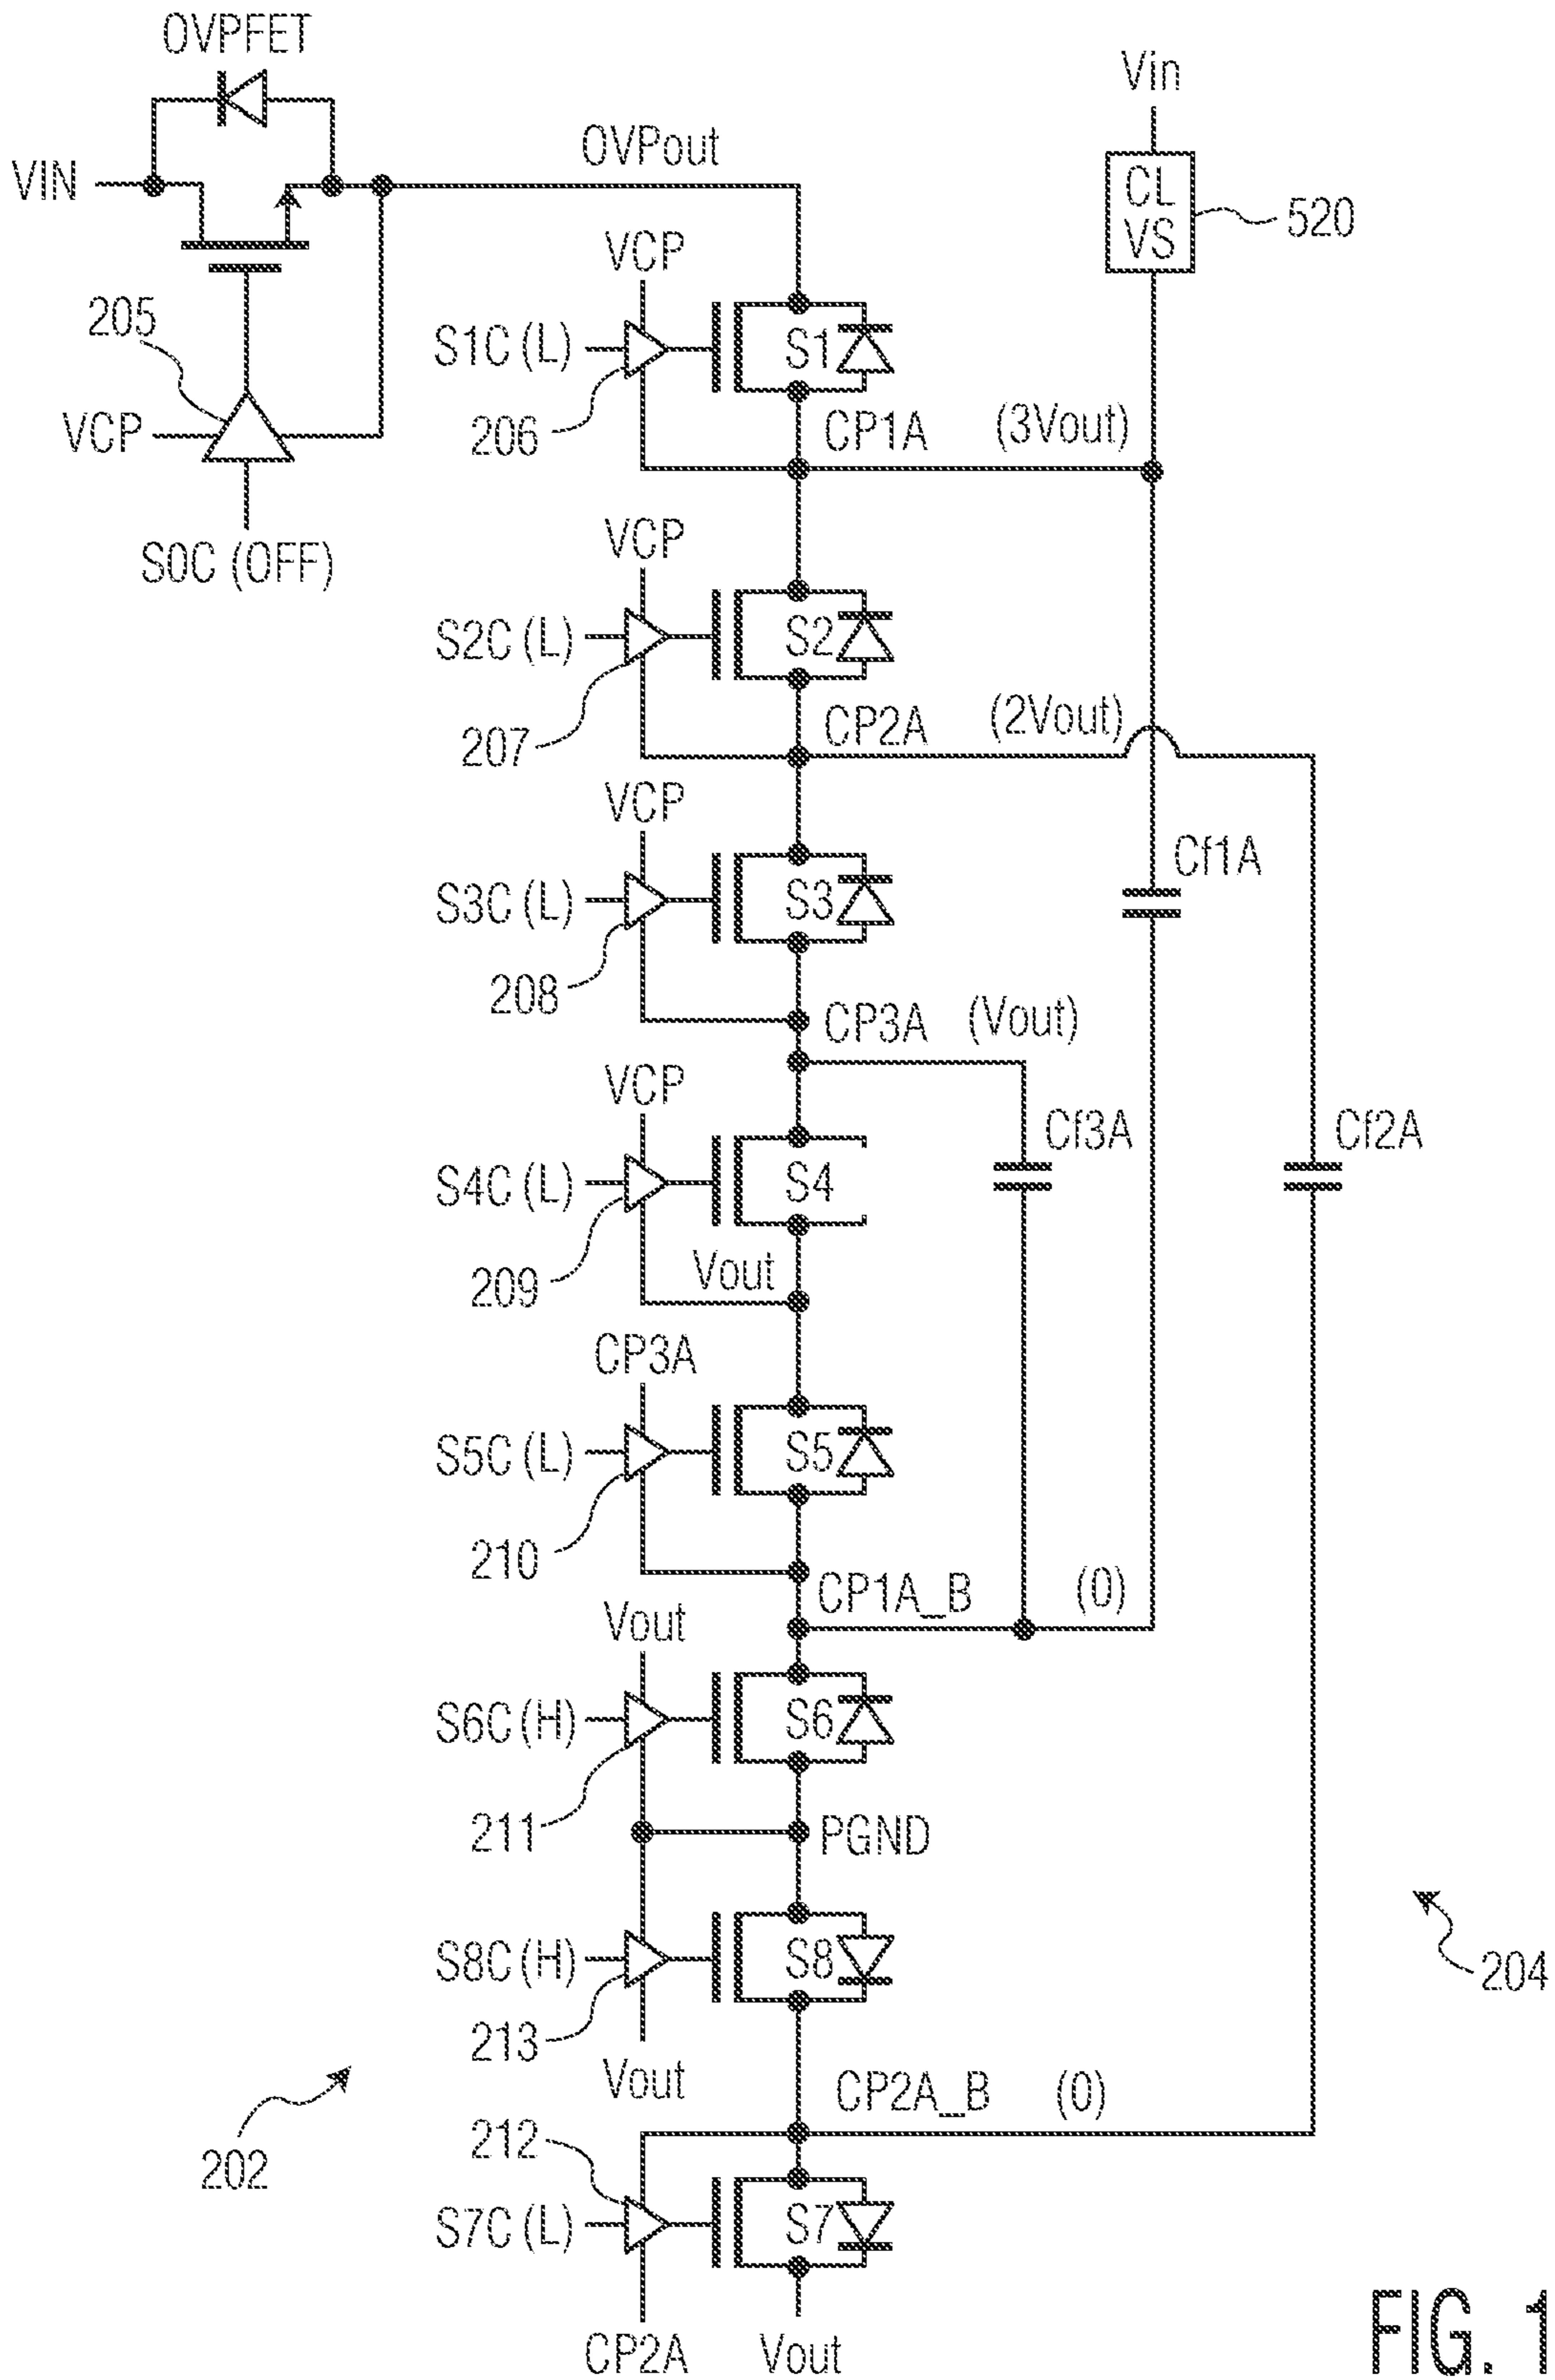 OVPFET
Vin
VIN
OVPout
CL
VS
520
VCP
205
S1C (L)
S1
VCP
206
CP1A (3Vout)
S0C (OFF)
VCP
S2C (L)
S2
207
CP2A (2Vout)
VCP
Cf1A
S3C (L)
S3
208
CP3A (Vout)
VCP
Cf3A
Cf2A
S4C (L)
S4
209
Vout
CP3A
S5C (L)
S5
210
CP1A_B (0)
Vout
S6C (H)
S6
211
PGND
S8C (H)
S8
204
213
Vout
CP2A_B (0)
212
202
S7C (L)
S7
CP2A
Vout
FIG. 1